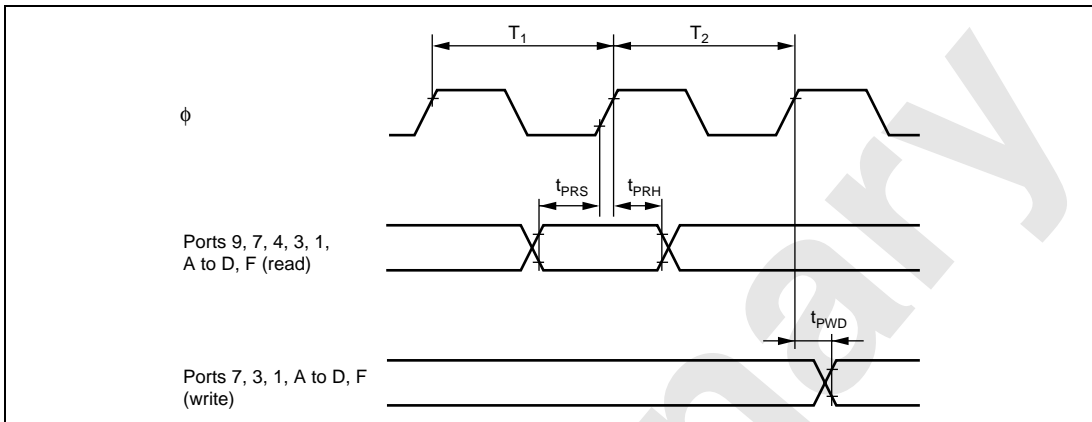 T1 T2
φ
tPRS tPRH
Ports 9, 7, 4, 3, 1,
A to D, F (read)
tPWD
Ports 7, 3, 1, A to D, F
(write)
nary